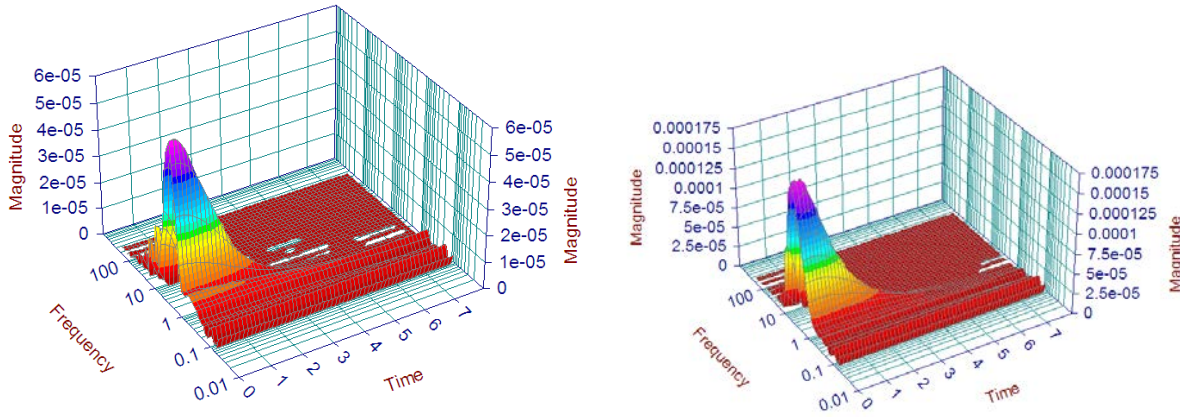 6e-05
5e-05
4e-05
3e-05
2e-05
1e-05
0
Magnitude
100
10
1
0.1
0.01
Frequency
0
1
2
3
4
5
6
7
Time
6e-05
5e-05
4e-05
3e-05
2e-05
1e-05
0
Magnitude
0.000175
0.00015
0.000125
0.0001
7.5e-05
5e-05
2.5e-05
0
Magnitude
100
10
1
0.1
0.01
Frequency
0
1
2
3
4
5
6
7
Time
0.000175
0.00015
0.000125
0.0001
7.5e-05
5e-05
2.5e-05
0
Magnitude